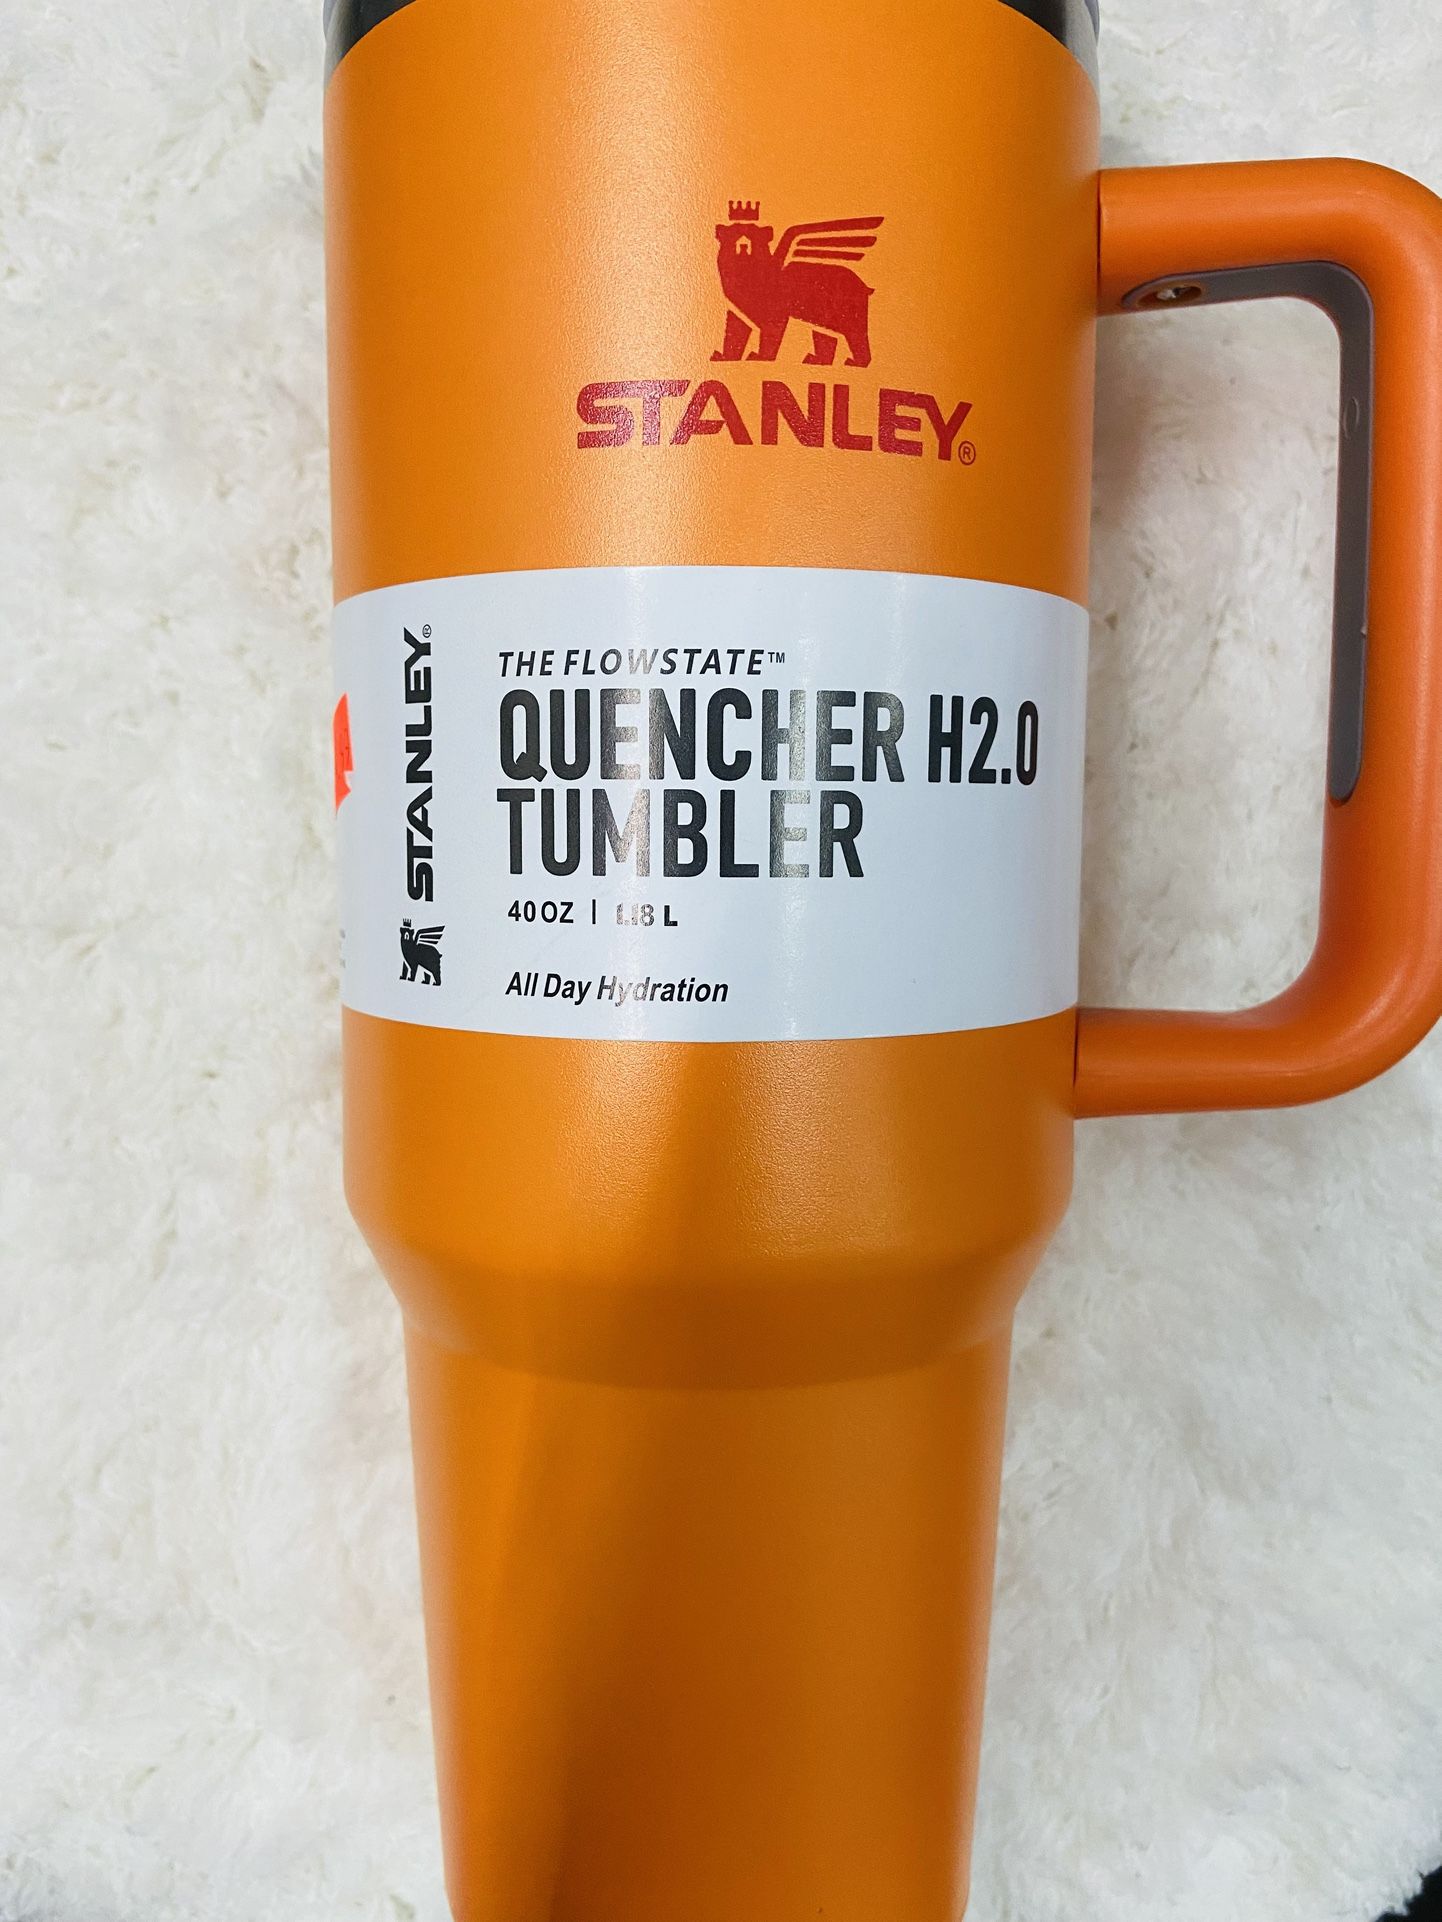 STANLEY®
STANLEY®
THE FLOWSTATE™
QUENCHER H2.0
TUMBLER
40 OZ | 1.18 L
All Day Hydration